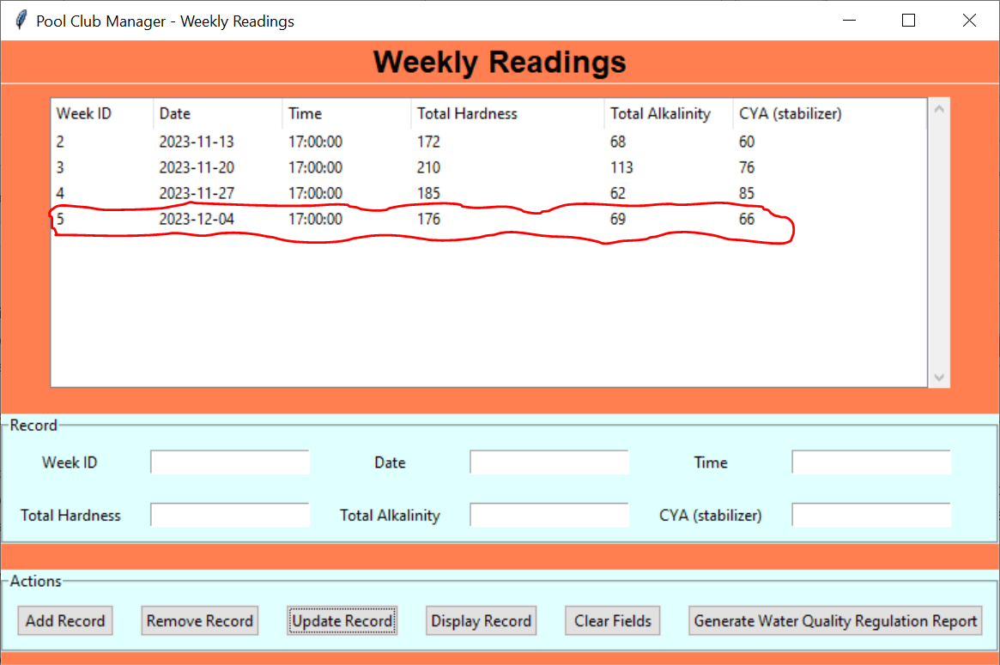 Pool Club Manager - Weekly Readings
Weekly Readings
Week ID Date Time Total Hardness Total Alkalinity CYA (stabilizer)
2 2023-11-13 17:00:00 172 68 60
3 2023-11-20 17:00:00 210 113 76
4 2023-11-27 17:00:00 185 62 85
5 2023-12-04 17:00:00 176 69 66
Record
Week ID Date Time
Total Hardness Total Alkalinity CYA (stabilizer)
Actions
Add Record Remove Record Update Record Display Record Clear Fields Generate Water Quality Regulation Report